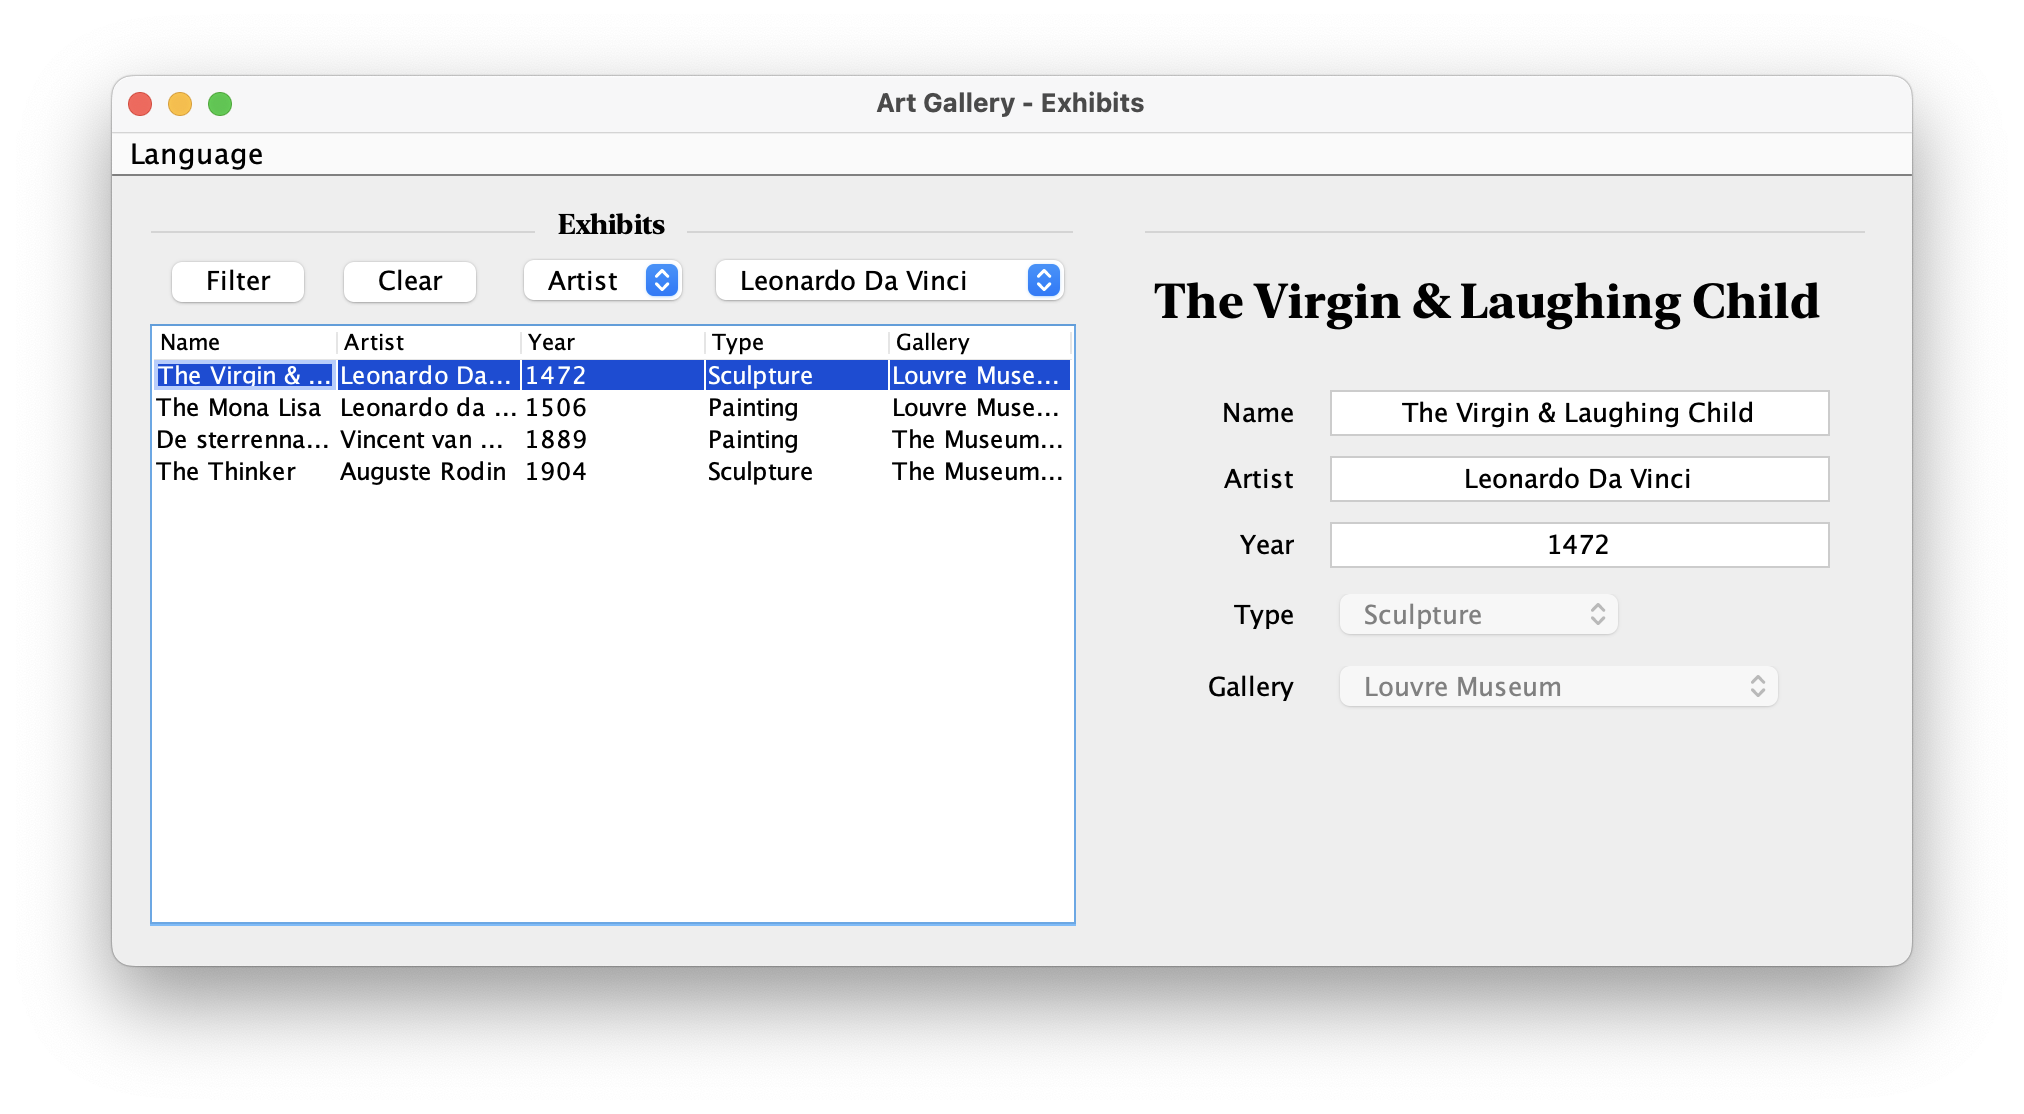 Art Gallery - Exhibits
Language
Exhibits
Filter Clear Artist Leonardo Da Vinci
Name Artist Year Type Gallery
The Virgin & ... Leonardo Da... 1472 Sculpture Louvre Muse...
The Mona Lisa Leonardo da ... 1506 Painting Louvre Muse...
De sterrenna... Vincent van ... 1889 Painting The Museum...
The Thinker Auguste Rodin 1904 Sculpture The Museum...
The Virgin & Laughing Child
Name The Virgin & Laughing Child
Artist Leonardo Da Vinci
Year 1472
Type Sculpture
Gallery Louvre Museum